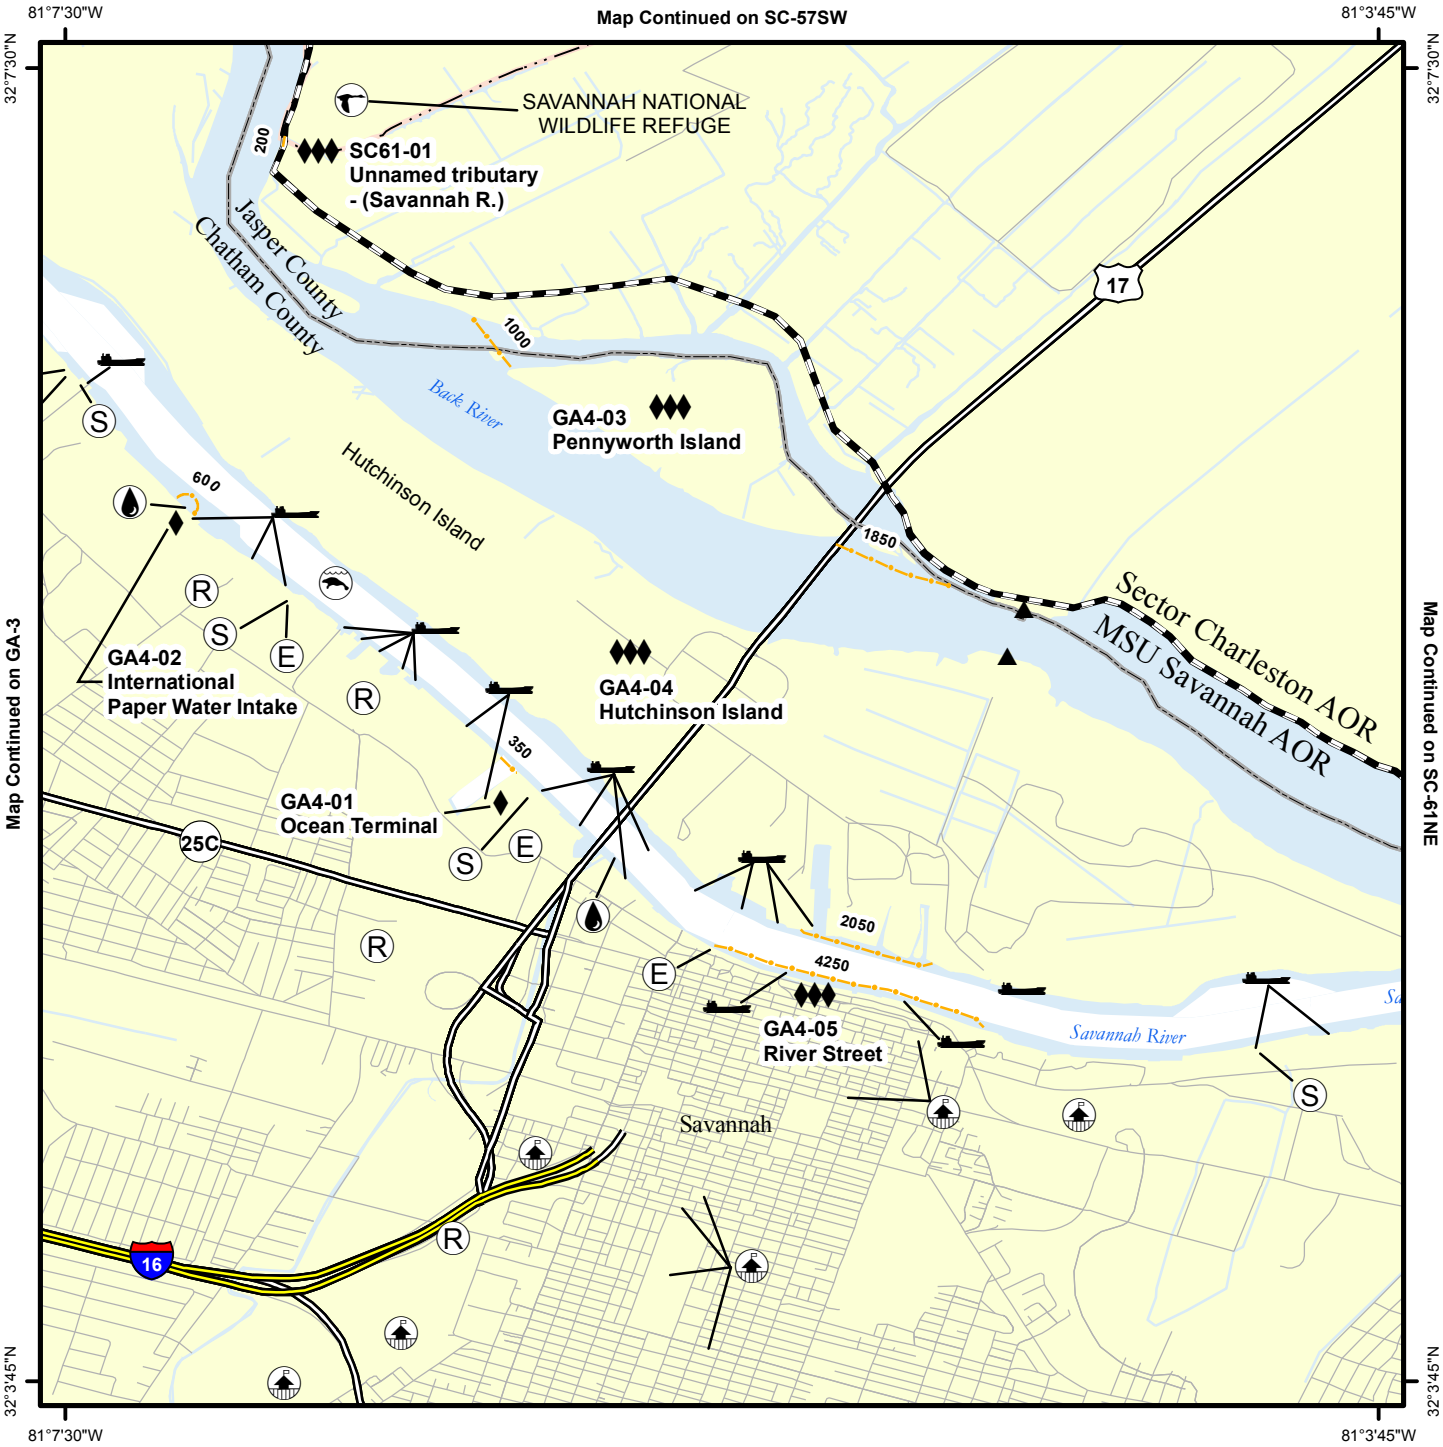 81°7'30"W
Map Continued on SC-57SW
81°3'45"W
32°7'30"N
32°7'30"N
SAVANNAH NATIONAL
WILDLIFE REFUGE
200
SC61-01
Unnamed tributary
- (Savannah R.)
Jasper County
Chatham County
17
1000
Back River
GA4-03
Pennyworth Island
S
Hutchinson Island
600
1850
R
S
E
GA4-02
International
Paper Water Intake
R
GA4-04
Hutchinson Island
Sector Charleston AOR
MSU Savannah AOR
Map Continued on GA-3
Map Continued on SC-61NE
350
GA4-01
Ocean Terminal
25C
S
E
R
2050
4250
E
GA4-05
River Street
Savannah River
Sa
S
Savannah
R
16
32°3'45"N
32°3'45"N
81°7'30"W
81°3'45"W